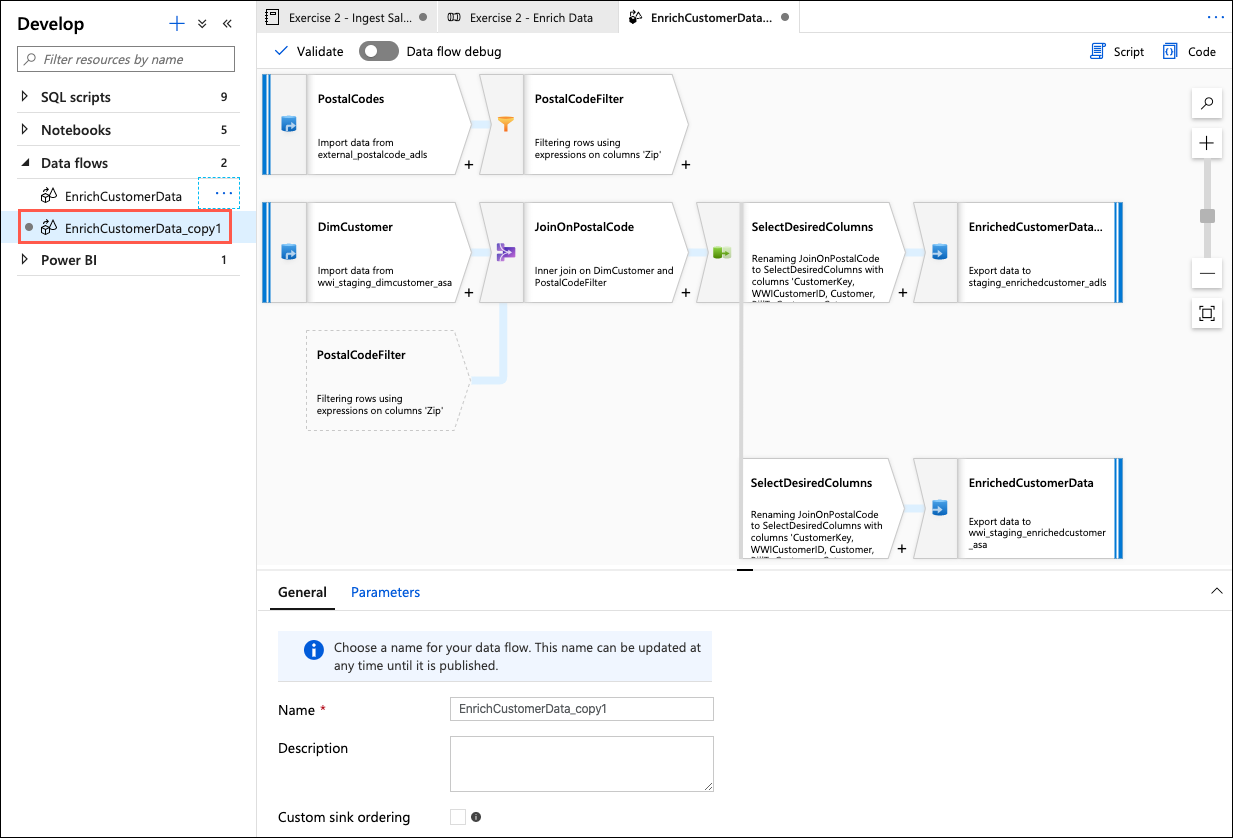 Develop
Filter resources by name
SQL scripts 9
Notebooks 5
Data flows 2
EnrichCustomerData ...
EnrichCustomerData_copy1
Power BI 1
Exercise 2 - Ingest Sal...
Exercise 2 - Enrich Data
EnrichCustomerData...
...
Validate
Data flow debug
Script
Code
PostalCodes
Import data from
external_postalcode_adls
+
PostalCodeFilter
Filtering rows using
expressions on columns 'Zip'
+
DimCustomer
Import data from
wwi_staging_dimcustomer_asa
+
JoinOnPostalCode
Inner join on DimCustomer and
PostalCodeFilter
+
SelectDesiredColumns
Renaming JoinOnPostalCode
to SelectDesiredColumns with
columns 'CustomerKey,
WWICustomerID, Customer,
+
EnrichedCustomerData...
Export data to
staging_enrichedcustomer_adls
PostalCodeFilter
Filtering rows using
expressions on columns 'Zip'
SelectDesiredColumns
Renaming JoinOnPostalCode
to SelectDesiredColumns with
columns 'CustomerKey,
WWICustomerID, Customer,
+
EnrichedCustomerData
Export data to
wwi_staging_enrichedcustomer
_asa
General
Parameters
Choose a name for your data flow. This name can be updated at
any time until it is published.
Name *
EnrichCustomerData_copy1
Description
Custom sink ordering